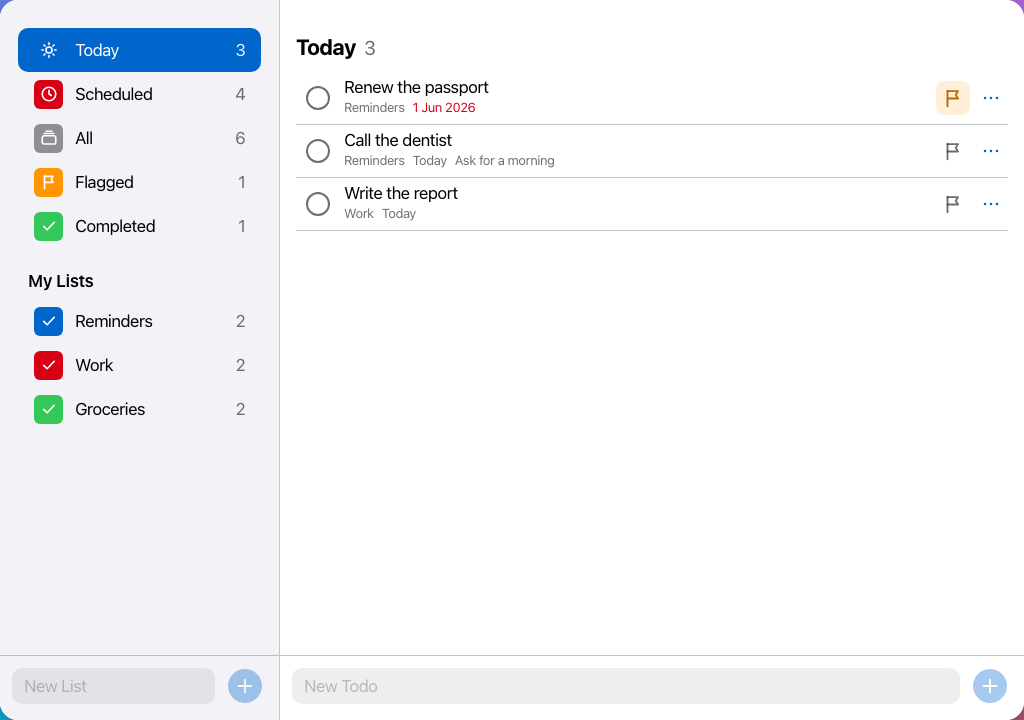 Today 3
Scheduled 4
All 6
Flagged 1
Completed 1
My Lists
Reminders 2
Work 2
Groceries 2
New List
Today 3
Renew the passport
Reminders 1 Jun 2026
Call the dentist
Reminders Today Ask for a morning
Write the report
Work Today
New Todo